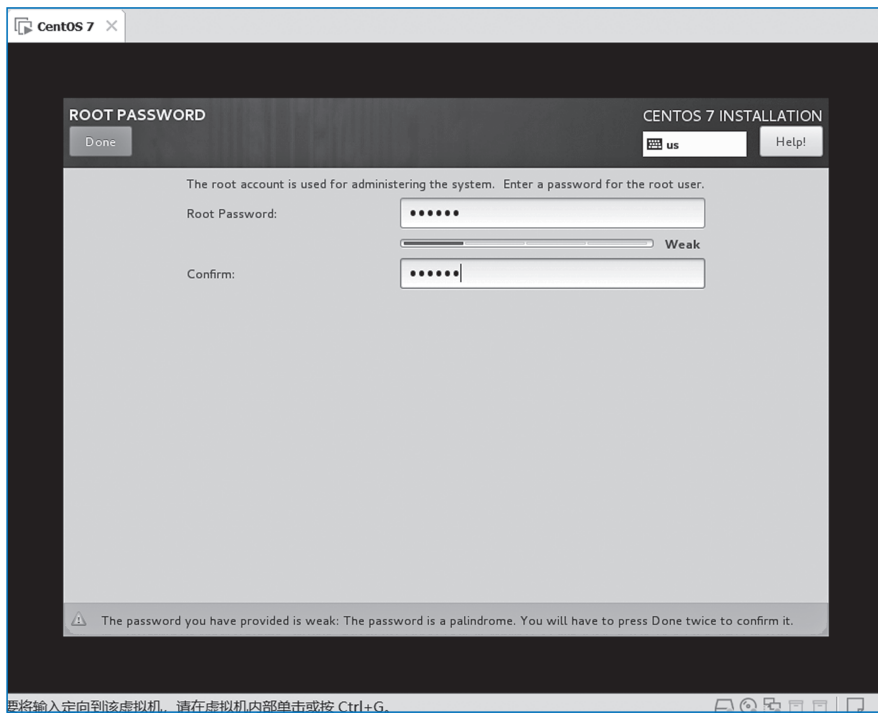 CentOS 7
ROOT PASSWORD
CENTOS 7 INSTALLATION
Done
us
Help!
The root account is used for administering the system. Enter a password for the root user.
Root Password:
••••••
Weak
Confirm:
••••••
The password you have provided is weak: The password is a palindrome. You will have to press Done twice to confirm it.
要将输入定向到该虚拟机，请在虚拟机内部单击或按 Ctrl+G。